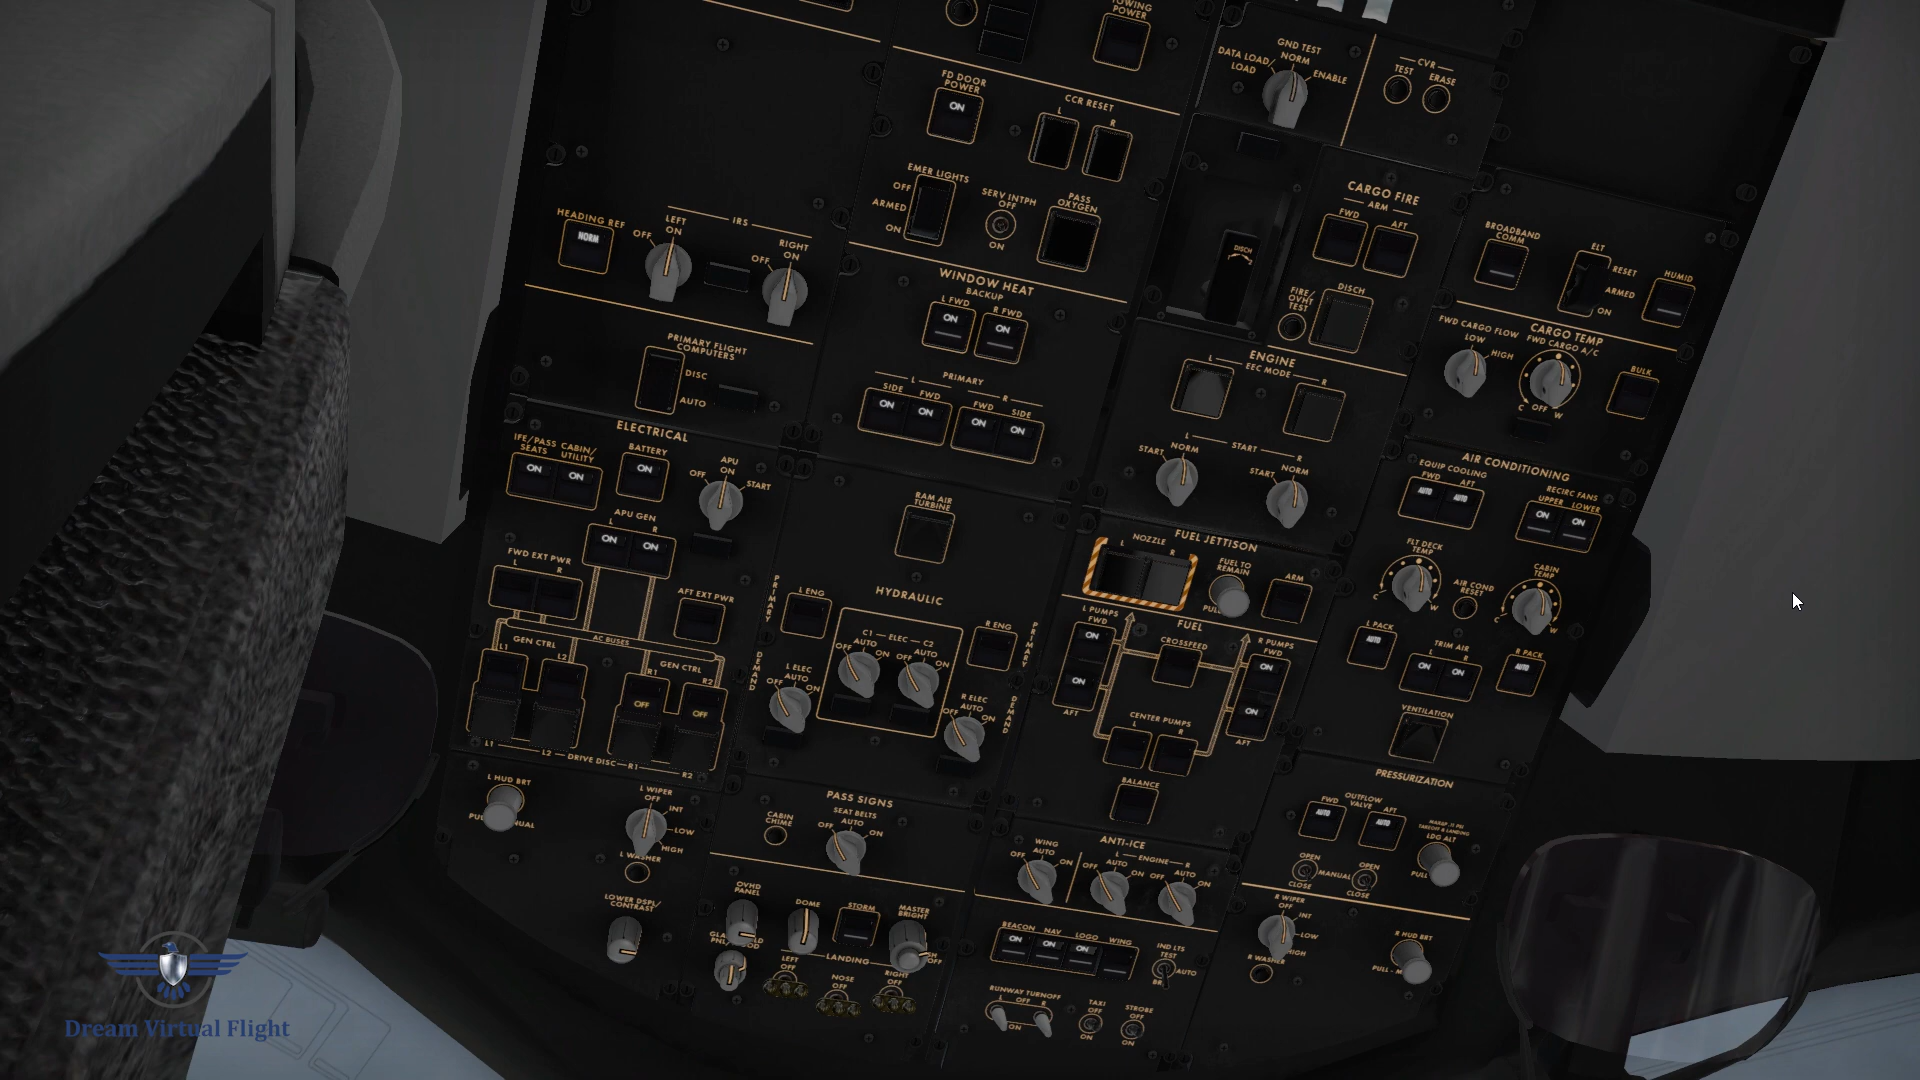 TOWING
POWER
GND TEST
DATA LOAD/ NORM
LOAD ENABLE
CVR
TEST ERASE
FD DOOR
POWER
ON
CCR RESET
L R
EMER LIGHTS
OFF
ARMED
ON
SERV INTPH
OFF
ON
PASS
OXYGEN
CARGO FIRE
ARM
FWD AFT
DISCH
FIRE/
OVHT
TEST
DISCH
HEADING REF
NORM
IRS
LEFT
OFF ON
RIGHT
OFF ON
BROADBAND
COMM
ELT
RESET
ARMED
ON
HUMID
WINDOW HEAT
BACKUP
L FWD R FWD
ON ON
PRIMARY
L R
SIDE FWD FWD SIDE
ON ON ON ON
PRIMARY FLIGHT
COMPUTERS
DISC
AUTO
ENGINE
L EEC MODE R
L START R
START NORM START NORM
CARGO TEMP
FWD CARGO FLOW
LOW
HIGH
FWD CARGO A/C
C OFF W
BULK
ELECTRICAL
IFE/PASS
SEATS
CABIN/
UTILITY
ON ON
BATTERY
ON
APU
OFF ON
START
APU GEN
L R
ON ON
FWD EXT PWR
L R
AFT EXT PWR
AC BUSES
GEN CTRL
L1 L2
GEN CTRL
R1 R2
OFF OFF
L1 L2 DRIVE DISC R1 R2
RAM AIR
TURBINE
HYDRAULIC
PRIMARY
L ENG
R ENG
PRIMARY
C1 ELEC C2
OFF AUTO ON OFF AUTO ON
DEMAND
L ELEC
OFF AUTO ON
R ELEC
OFF AUTO ON
DEMAND
FUEL JETTISON
L NOZZLE R
FUEL TO
REMAIN
PUL
ARM
FUEL
L PUMPS
FWD
ON
ON
AFT
CROSSFEED
R PUMPS
FWD
ON
ON
AFT
CENTER PUMPS
L R
BALANCE
AIR CONDITIONING
EQUIP COOLING
FWD AFT
AUTO AUTO
RECIRC FANS
UPPER LOWER
ON ON
FLT DECK
TEMP
C W
AIR COND
RESET
CABIN
TEMP
C W
L PACK
AUTO
TRIM AIR
L R
ON ON
R PACK
AUTO
VENTILATION
PRESSURIZATION
OUTFLOW
VALVE
FWD AFT
AUTO AUTO
LDG ALT
PULL
OPEN OPEN
MANUAL
CLOSE CLOSE
L HUD BRT
L WIPER
OFF
INT
LOW
HIGH
L WASHER
LOWER DSPL/
CONTRAST
PASS SIGNS
CABIN
CHIME
SEAT BELTS
OFF AUTO ON
OVHD
PANEL
DOME
STORM
MASTER
BRIGHT
LANDING
LEFT
OFF
NOSE
OFF
RIGHT
OFF
ANTI-ICE
WING
OFF AUTO ON
L ENGINE R
OFF AUTO ON
OFF AUTO ON
BEACON NAV LOGO WING
ON ON ON
IND LTS
TEST
AUTO
RUNWAY TURNOFF
L OFF R
ON
TAXI
OFF
ON
STROBE
OFF
ON
R WIPER
OFF
INT
LOW
HIGH
R WASHER
R HUD BRT
PULL
Dream Virtual Flight